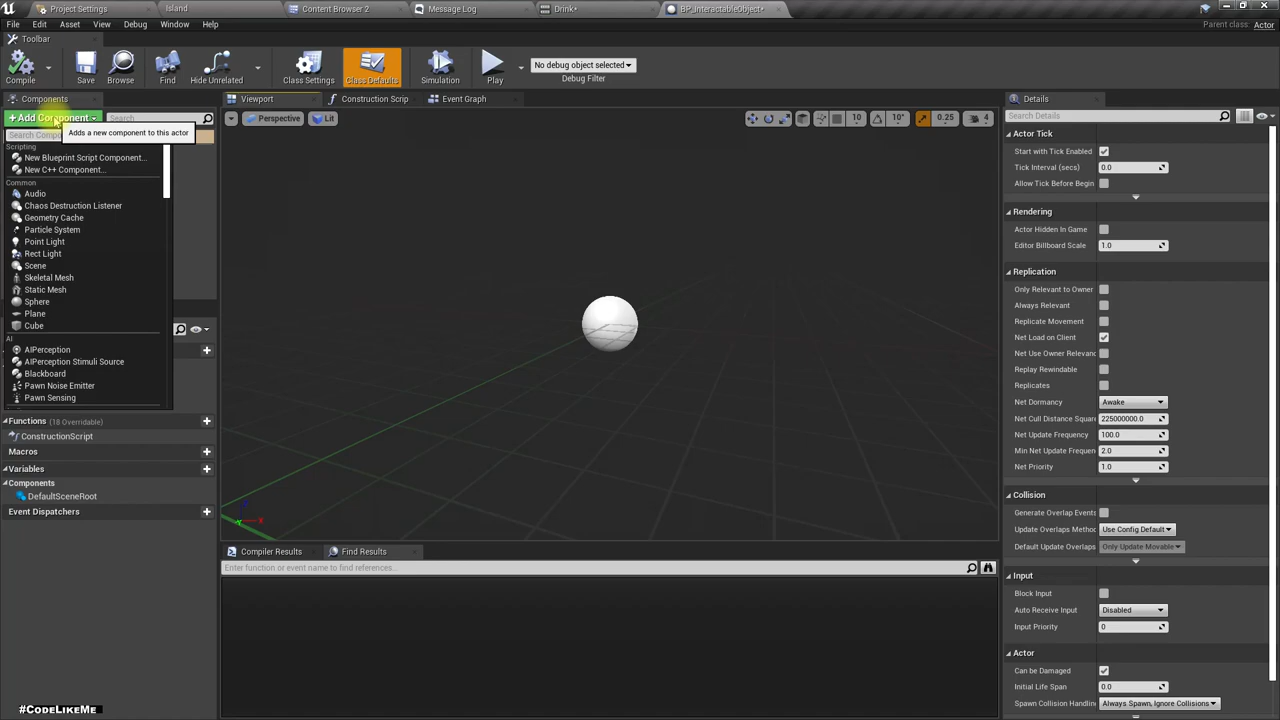 Project Settings
Island
Content Browser 2
Message Log
Drink*
BP_InteractableObject*
File
Edit
Asset
View
Debug
Window
Help
Parent class: Actor
Toolbar
Compile
Save
Browse
Find
Hide Unrelated
Class Settings
Class Defaults
Simulation
Play
No debug object selected
Debug Filter
Components
+ Add Component
Search
Adds a new component to this actor
Scripting
New Blueprint Script Component...
New C++ Component...
Common
Audio
Chaos Destruction Listener
Geometry Cache
Particle System
Point Light
Rect Light
Scene
Skeletal Mesh
Static Mesh
Sphere
Plane
Cube
AI
AIPerception
AIPerception Stimuli Source
Blackboard
Pawn Noise Emitter
Pawn Sensing
Functions (18 Overridable)
ConstructionScript
Macros
Variables
Components
DefaultSceneRoot
Event Dispatchers
Viewport
Construction Scrip
Event Graph
Perspective
Lit
10
10°
0.25
4
X
Compiler Results
Find Results
Enter function or event name to find references...
Details
Search Details
Actor Tick
Start with Tick Enabled
Tick Interval (secs) 0.0
Allow Tick Before Begin
Rendering
Actor Hidden In Game
Editor Billboard Scale 1.0
Replication
Only Relevant to Owner
Always Relevant
Replicate Movement
Net Load on Client
Net Use Owner Relevanc
Replay Rewindable
Replicates
Net Dormancy Awake
Net Cull Distance Square 225000000.0
Net Update Frequency 100.0
Min Net Update Frequen 2.0
Net Priority 1.0
Collision
Generate Overlap Events
Update Overlaps Metho Use Config Default
Default Update Overlaps Only Update Movable
Input
Block Input
Auto Receive Input Disabled
Input Priority 0
Actor
Can be Damaged
Initial Life Span 0.0
Spawn Collision Handlin Always Spawn, Ignore Collisions
#CodeLikeMe